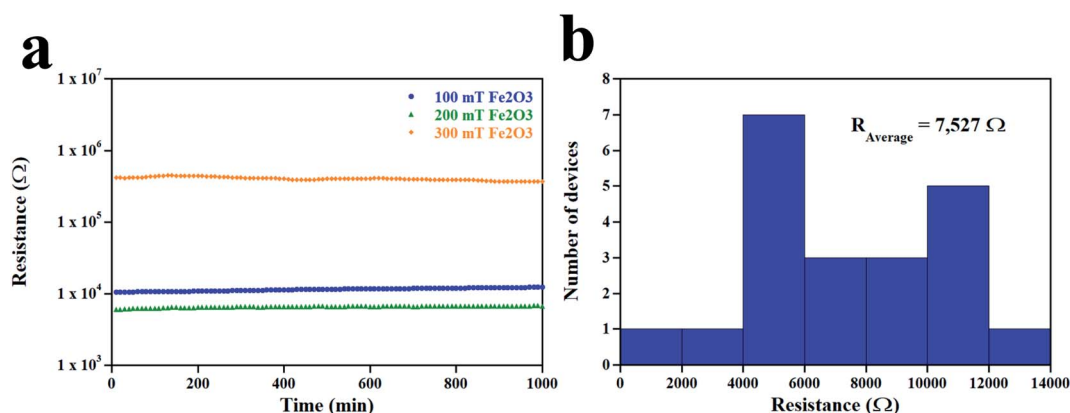 a
1 x 10⁷
1 x 10⁶
1 x 10⁵
1 x 10⁴
1 x 10³
Resistance (Ω)
100 mT Fe2O3
200 mT Fe2O3
300 mT Fe2O3
0 200 400 600 800 1000
Time (min)
b
8
7
6
5
4
3
2
1
0
Number of devices
R_Average = 7,527 Ω
0 2000 4000 6000 8000 10000 12000 14000
Resistance (Ω)